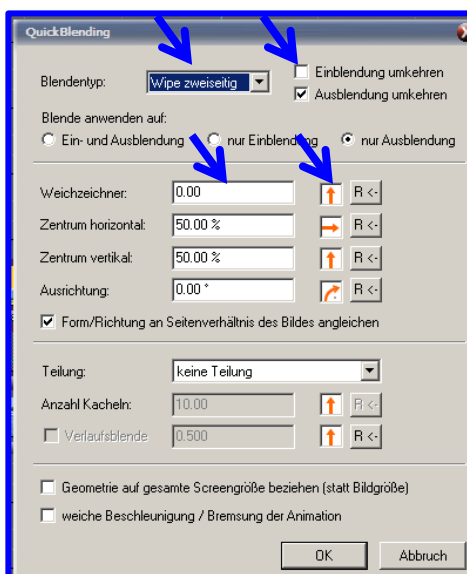 QuickBlending
Blendentyp: Wipe zweiseitig
Einblendung umkehren
Ausblendung umkehren
Blende anwenden auf:
Ein- und Ausblendung nur Einblendung nur Ausblendung
Weichzeichner: 0.00 R <-
Zentrum horizontal: 50.00 % R <-
Zentrum vertikal: 50.00 % R <-
Ausrichtung: 0.00 ° R <-
Form/Richtung an Seitenverhältnis des Bildes angleichen
Teilung: keine Teilung
Anzahl Kacheln: 10.00 R <-
Verlaufsblende 0.500 R <-
Geometrie auf gesamte Screengröße beziehen (statt Bildgröße)
weiche Beschleunigung / Bremsung der Animation
OK Abbruch